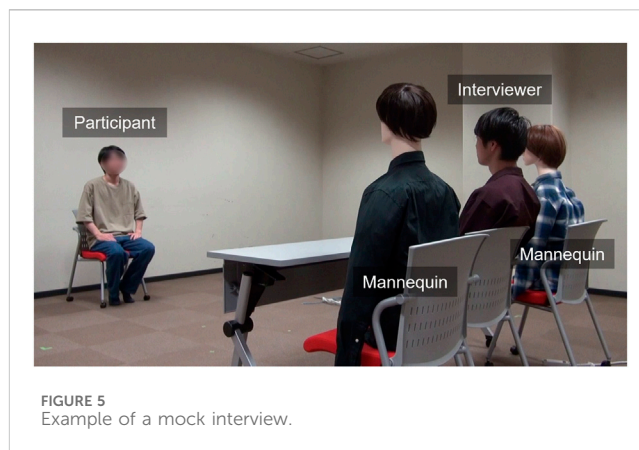 Participant
Interviewer
Mannequin
Mannequin
FIGURE 5
Example of a mock interview.